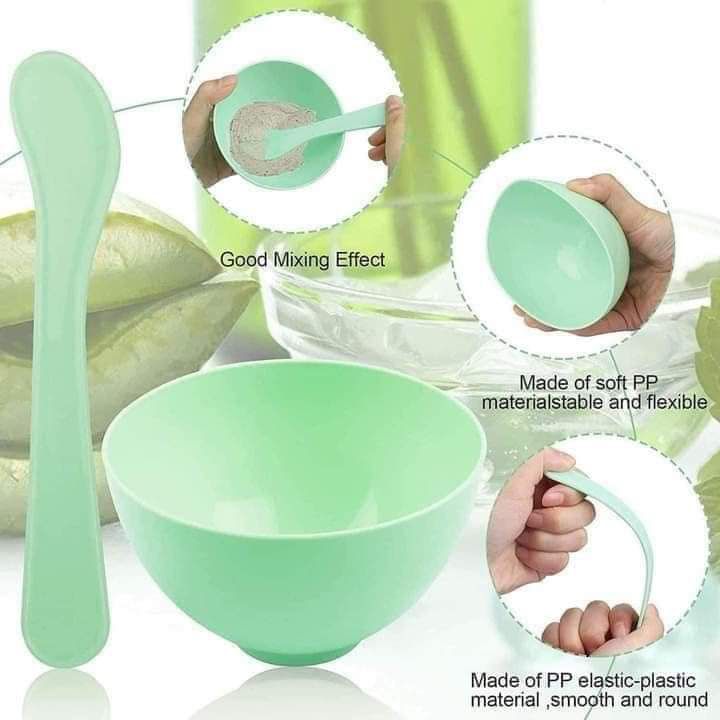 Good Mixing Effect
Made of soft PP
materialstable and flexible
Made of PP elastic-plastic
material ,smooth and round